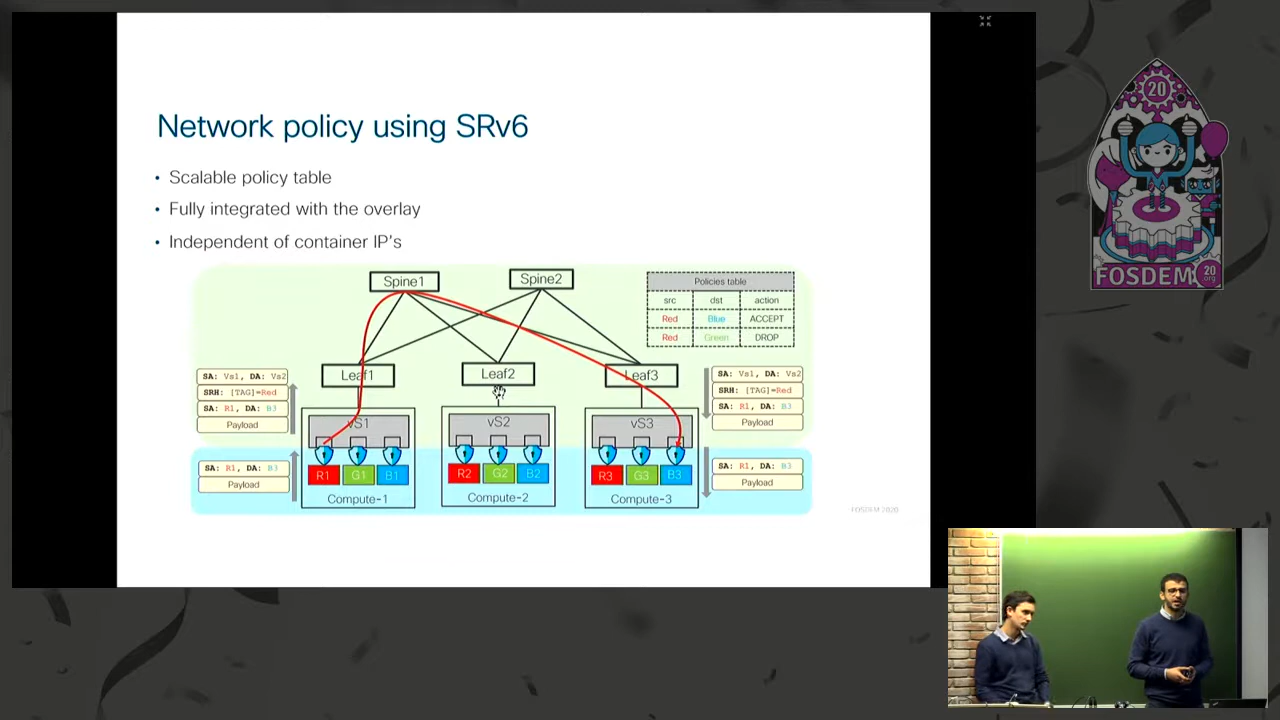 Network policy using SRv6
• Scalable policy table
• Fully integrated with the overlay
• Independent of container IP's
Spine1
Spine2
Policies table
src dst action
Red Blue ACCEPT
Red Green DROP
Leaf1
Leaf2
Leaf3
SA: Vs1, DA: Vs2
SRH: [TAG]=Red
SA: R1, DA: B3
Payload
SA: Vs1, DA: Vs2
SRH: [TAG]=Red
SA: R1, DA: B3
Payload
vS1
vS2
vS3
SA: R1, DA: B3
Payload
R1 G1 B1
Compute-1
R2 G2 B2
Compute-2
R3 G3 B3
Compute-3
SA: R1, DA: B3
Payload
FOSDEM 2020
20
FOSDEM 20
.org